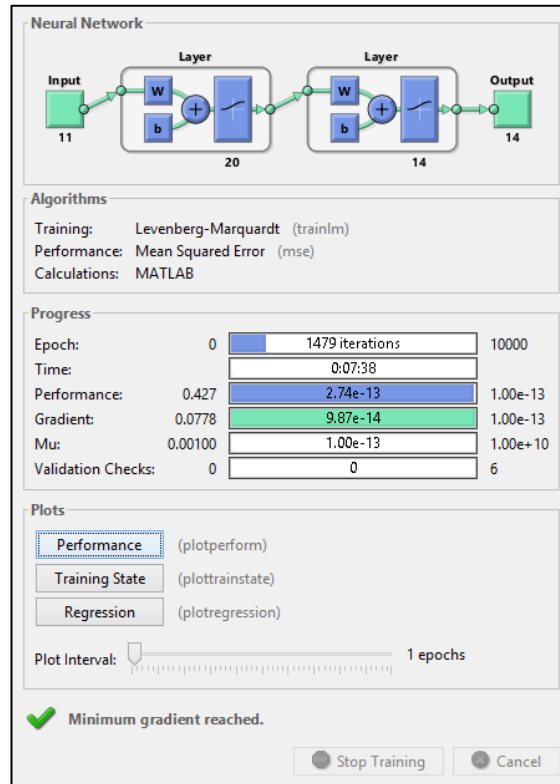 Neural Network
Layer Layer
Input Output
W W
b b
11 14
20 14
Algorithms
Training: Levenberg-Marquardt (trainlm)
Performance: Mean Squared Error (mse)
Calculations: MATLAB
Progress
Epoch: 0 1479 iterations 10000
Time: 0:07:38
Performance: 0.427 2.74e-13 1.00e-13
Gradient: 0.0778 9.87e-14 1.00e-13
Mu: 0.00100 1.00e-13 1.00e+10
Validation Checks: 0 0 6
Plots
Performance (plotperform)
Training State (plottrainstate)
Regression (plotregression)
Plot Interval: 1 epochs
Minimum gradient reached.
Stop Training Cancel